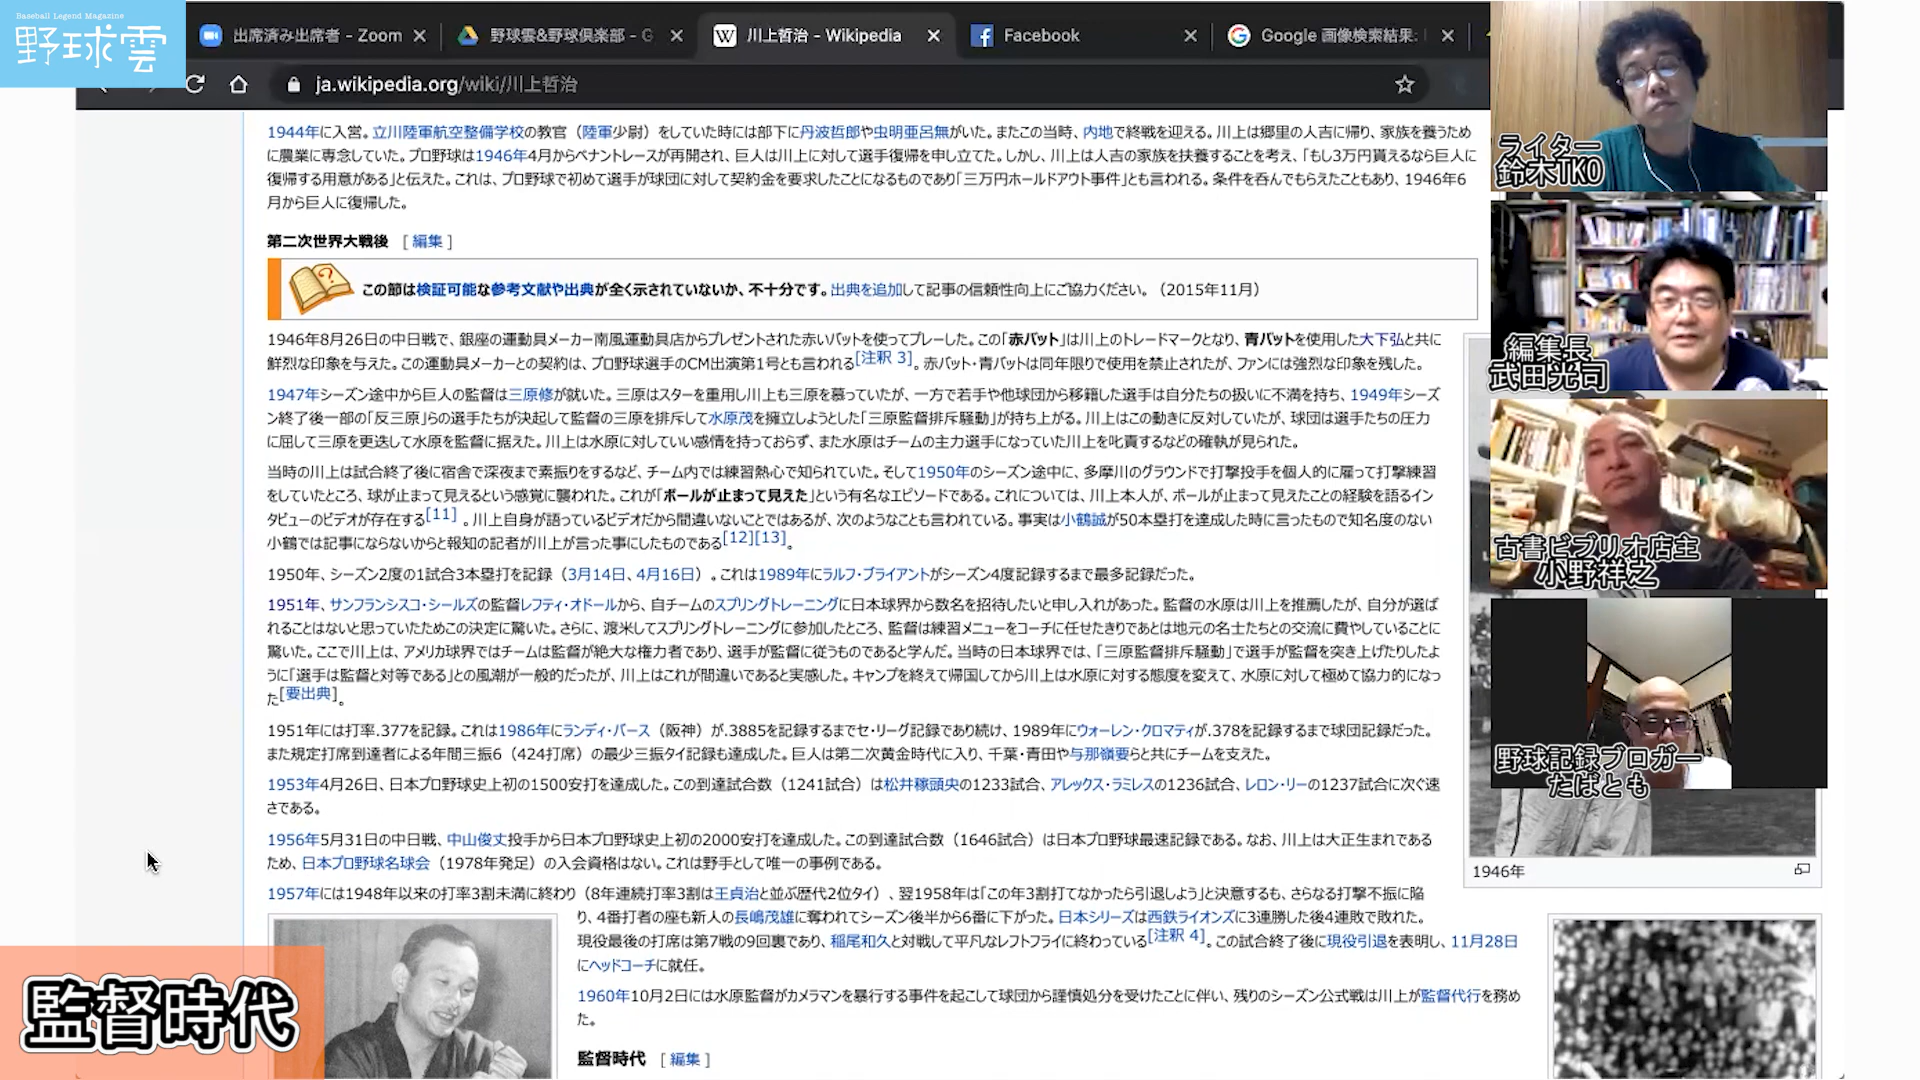 Baseball Legend Magazine
野球雲
出席済み出席者 - Zoom
野球雲&野球倶楽部 - G
川上哲治 - Wikipedia
Facebook
Google 画像検索結果:
ja.wikipedia.org/wiki/川上哲治
1944年に入営。立川陸軍航空整備学校の教官（陸軍少尉）をしていた時には部下に丹波哲郎や虫明亜呂無がいた。またこの当時、内地で終戦を迎える。川上は郷里の人吉に帰り、家族を養うため
に農業に専念していた。プロ野球は1946年4月からペナントレースが再開され、巨人は川上に対して選手復帰を申し立てた。しかし、川上は人吉の家族を扶養することを考え、「もし3万円貰えるなら巨人に
復帰する用意がある」と伝えた。これは、プロ野球で初めて選手が球団に対して契約金を要求したことになるものであり「三万円ホールドアウト事件」とも言われる。条件を呑んでもらえたこともあり、1946年6
月から巨人に復帰した。
第二次世界大戦後 [ 編集 ]
この節は検証可能な参考文献や出典が全く示されていないか、不十分です。出典を追加して記事の信頼性向上にご協力ください。（2015年11月）
1946年8月26日の中日戦で、銀座の運動具メーカー南風運動具店からプレゼントされた赤いバットを使ってプレーした。この「赤バット」は川上のトレードマークとなり、青バットを使用した大下弘と共に
鮮烈な印象を与えた。この運動具メーカーとの契約は、プロ野球選手のCM出演第1号とも言われる[注釈 3]。赤バット・青バットは同年限りで使用を禁止されたが、ファンには強烈な印象を残した。
1947年シーズン途中から巨人の監督は三原修が就いた。三原はスターを重用し川上も三原を慕っていたが、一方で若手や他球団から移籍した選手は自分たちの扱いに不満を持ち、1949年シーズ
ン終了後一部の「反三原」らの選手たちが決起して監督の三原を排斥して水原茂を擁立しようとした「三原監督排斥騒動」が持ち上がる。川上はこの動きに反対していたが、球団は選手たちの圧力
に屈して三原を更迭して水原を監督に据えた。川上は水原に対していい感情を持っておらず、また水原はチームの主力選手になっていた川上を叱責するなどの確執が見られた。
当時の川上は試合終了後に宿舎で深夜まで素振りをするなど、チーム内では練習熱心で知られていた。そして1950年のシーズン途中に、多摩川のグラウンドで打撃投手を個人的に雇って打撃練習
をしていたところ、球が止まって見えるという感覚に襲われた。これが「ボールが止まって見えた」という有名なエピソードである。これについては、川上本人が、ボールが止まって見えたことの経験を語るイン
タビューのビデオが存在する[11] 。川上自身が語っているビデオだから間違いないことではあるが、次のようなことも言われている。事実は小鶴誠が50本塁打を達成した時に言ったもので知名度のない
小鶴では記事にならないからと報知の記者が川上が言った事にしたものである[12][13]。
1950年、シーズン2度の1試合3本塁打を記録（3月14日、4月16日）。これは1989年にラルフ・ブライアントがシーズン4度記録するまで最多記録だった。
1951年、サンフランシスコ・シールズの監督レフティ・オドールから、自チームのスプリングトレーニングに日本球界から数名を招待したいと申し入れがあった。監督の水原は川上を推薦したが、自分が選ば
れることはないと思っていたためこの決定に驚いた。さらに、渡米してスプリングトレーニングに参加したところ、監督は練習メニューをコーチに任せたきりであとは地元の名士たちとの交流に費やしていることに
驚いた。ここで川上は、アメリカ球界ではチームは監督が絶大な権力者であり、選手が監督に従うものであると学んだ。当時の日本球界では、「三原監督排斥騒動」で選手が監督を突き上げたりしたよ
うに「選手は監督と対等である」との風潮が一般的だったが、川上はこれが間違いであると実感した。キャンプを終えて帰国してから川上は水原に対する態度を変えて、水原に対して極めて協力的になっ
た[要出典]。
1951年には打率.377を記録。これは1986年にランディ・バース（阪神）が.3885を記録するまでセ・リーグ記録であり続け、1989年にウォーレン・クロマティが.378を記録するまで球団記録だった。
また規定打席到達者による年間三振6（424打席）の最少三振タイ記録も達成した。巨人は第二次黄金時代に入り、千葉・青田や与那嶺要らと共にチームを支えた。
1953年4月26日、日本プロ野球史上初の1500安打を達成した。この到達試合数（1241試合）は松井稼頭央の1233試合、アレックス・ラミレスの1236試合、レロン・リーの1237試合に次ぐ速
さである。
1956年5月31日の中日戦、中山俊丈投手から日本プロ野球史上初の2000安打を達成した。この到達試合数（1646試合）は日本プロ野球最速記録である。なお、川上は大正生まれである
ため、日本プロ野球名球会（1978年発足）の入会資格はない。これは野手として唯一の事例である。
1957年には1948年以来の打率3割未満に終わり（8年連続打率3割は王貞治と並ぶ歴代2位タイ）、翌1958年は「この年3割打てなかったら引退しよう」と決意するも、さらなる打撃不振に陥
り、4番打者の座も新人の長嶋茂雄に奪われてシーズン後半から6番に下がった。日本シリーズは西鉄ライオンズに3連勝した後4連敗で敗れた。
現役最後の打席は第7戦の9回裏であり、稲尾和久と対戦して平凡なレフトフライに終わっている[注釈 4]。この試合終了後に現役引退を表明し、11月28日
にヘッドコーチに就任。
1960年10月2日には水原監督がカメラマンを暴行する事件を起こして球団から謹慎処分を受けたことに伴い、残りのシーズン公式戦は川上が監督代行を務め
た。
監督時代 [ 編集 ]
1946年
ライター
鈴木TKO
編集長
武田光司
古書ビブリオ店主
小野祥之
野球記録ブロガー
たばとも
監督時代